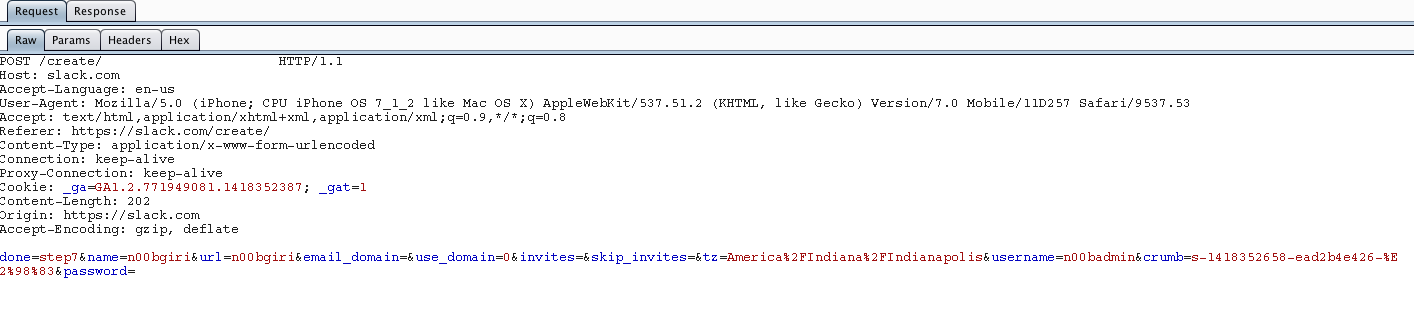 Request Response
Raw Params Headers Hex
POST /create/ HTTP/1.1
Host: slack.com
Accept-Language: en-us
User-Agent: Mozilla/5.0 (iPhone; CPU iPhone OS 7_1_2 like Mac OS X) AppleWebKit/537.51.2 (KHTML, like Gecko) Version/7.0 Mobile/11D257 Safari/9537.53
Accept: text/html,application/xhtml+xml,application/xml;q=0.9,*/*;q=0.8
Referer: https://slack.com/create/
Content-Type: application/x-www-form-urlencoded
Connection: keep-alive
Proxy-Connection: keep-alive
Cookie: _ga=GA1.2.771949081.1418352387; _gat=1
Content-Length: 202
Origin: https://slack.com
Accept-Encoding: gzip, deflate
done=step7&name=n00bgiri&url=n00bgiri&email_domain=&use_domain=0&invites=&skip_invites=&tz=America%2FIndiana%2FIndianapolis&username=n00badmin&crumb=s-1418352658-ead2b4e426-%E
2%98%83&password=